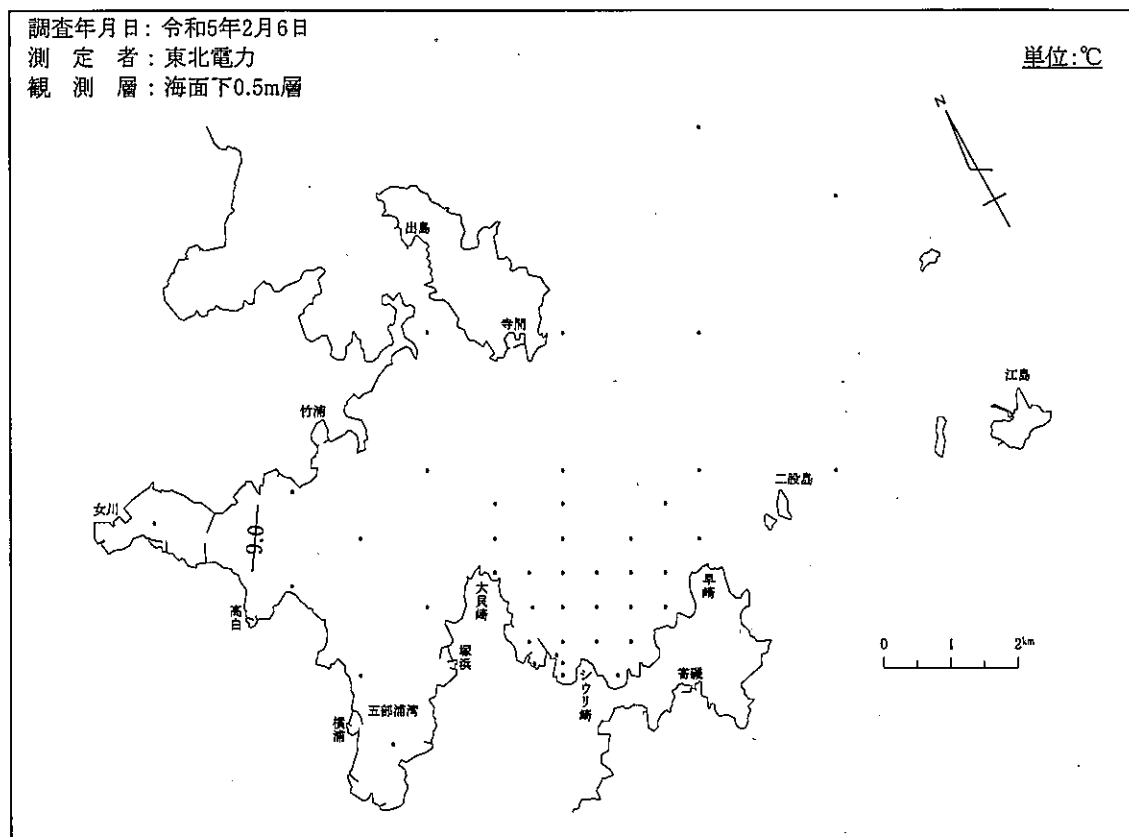 調査年月日：令和5年2月6日
測　定　者：東北電力
観　測　層：海面下0.5m層
単位：℃
N
出島
寺間
江島
竹浦
二股島
女川
9.0
早崎
大貝崎
高白
塚浜
シウリ崎
寄磯
0 1 2km
五部浦湾
横浦